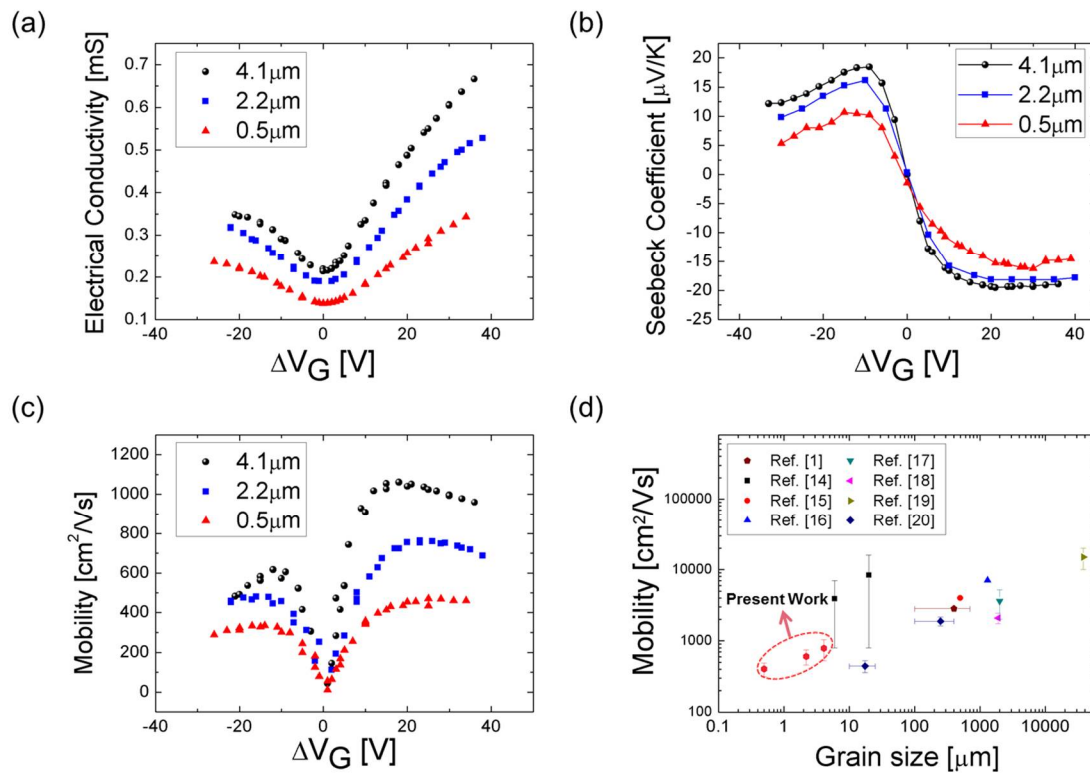 (a)
Electrical Conductivity [mS]
0.7
0.6
0.5
0.4
0.3
0.2
0.1
4.1μm
2.2μm
0.5μm
-40 -20 0 20 40
ΔV_G [V]
(b)
Seebeck Coefficient [μV/K]
20
15
10
5
0
-5
-10
-15
-20
-25
4.1μm
2.2μm
0.5μm
-40 -20 0 20 40
ΔV_G [V]
(c)
Mobility [cm²/Vs]
1200
1000
800
600
400
200
0
4.1μm
2.2μm
0.5μm
-40 -20 0 20 40
ΔV_G [V]
(d)
Mobility [cm²/Vs]
100000
10000
1000
100
Ref. [1] Ref. [17]
Ref. [14] Ref. [18]
Ref. [15] Ref. [19]
Ref. [16] Ref. [20]
Present Work
0.1 1 10 100 1000 10000
Grain size [μm]